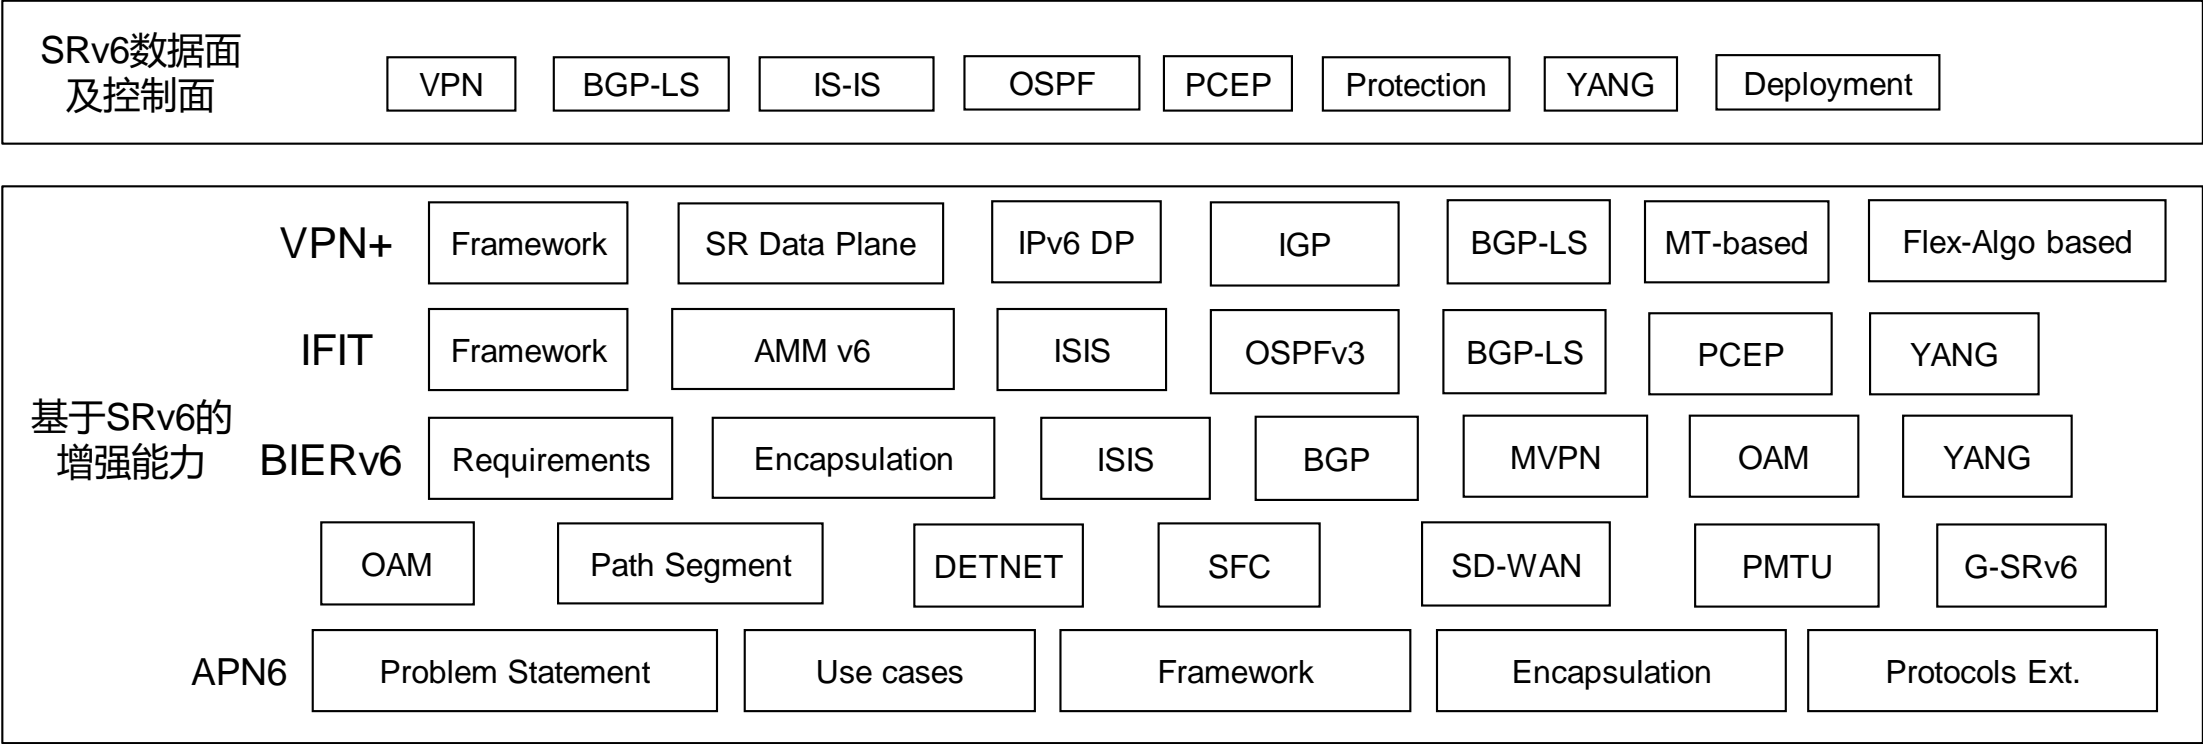 SRv6数据面
及控制面
VPN BGP-LS IS-IS OSPF PCEP Protection YANG Deployment
VPN+ Framework SR Data Plane IPv6 DP IGP BGP-LS MT-based Flex-Algo based
IFIT Framework AMM v6 ISIS OSPFv3 BGP-LS PCEP YANG
基于SRv6的
增强能力
BIERv6 Requirements Encapsulation ISIS BGP MVPN OAM YANG
OAM Path Segment DETNET SFC SD-WAN PMTU G-SRv6
APN6 Problem Statement Use cases Framework Encapsulation Protocols Ext.